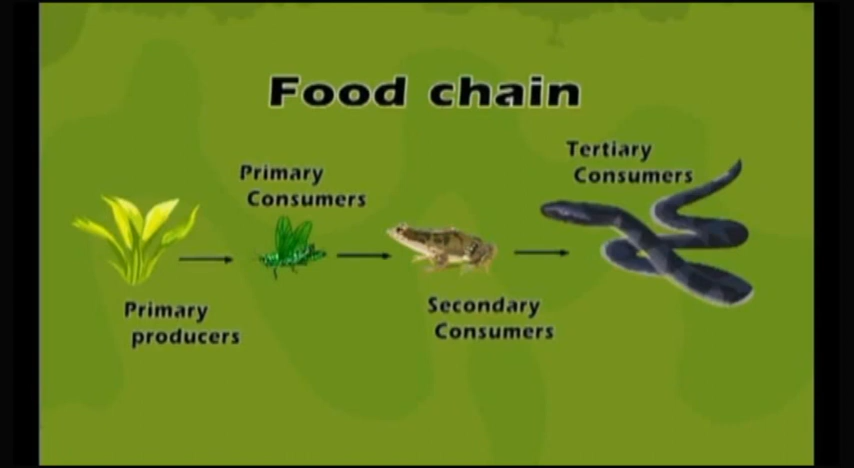 Food chain
Primary
producers
Primary
Consumers
Secondary
Consumers
Tertiary
Consumers